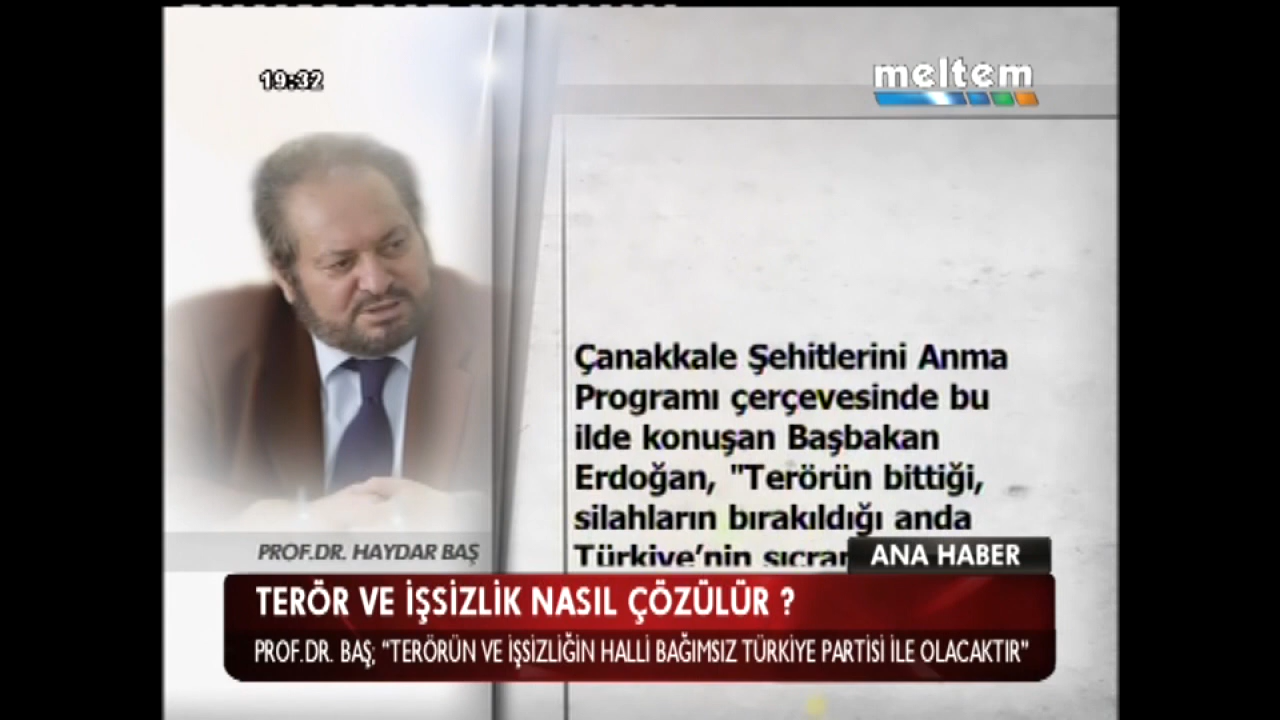 19:32
meltem
Çanakkale Şehitlerini Anma
Programı çerçevesinde bu
ilde konuşan Başbakan
Erdoğan, "Terörün bittiği,
silahların bırakıldığı anda
Türkiye'nin
PROF.DR. HAYDAR BAŞ
ANA HABER
TERÖR VE İŞSİZLİK NASIL ÇÖZÜLÜR ?
PROF.DR. BAŞ; “TERÖRÜN VE İŞSİZLİĞİN HALLİ BAĞIMSIZ TÜRKİYE PARTİSİ İLE OLACAKTIR”